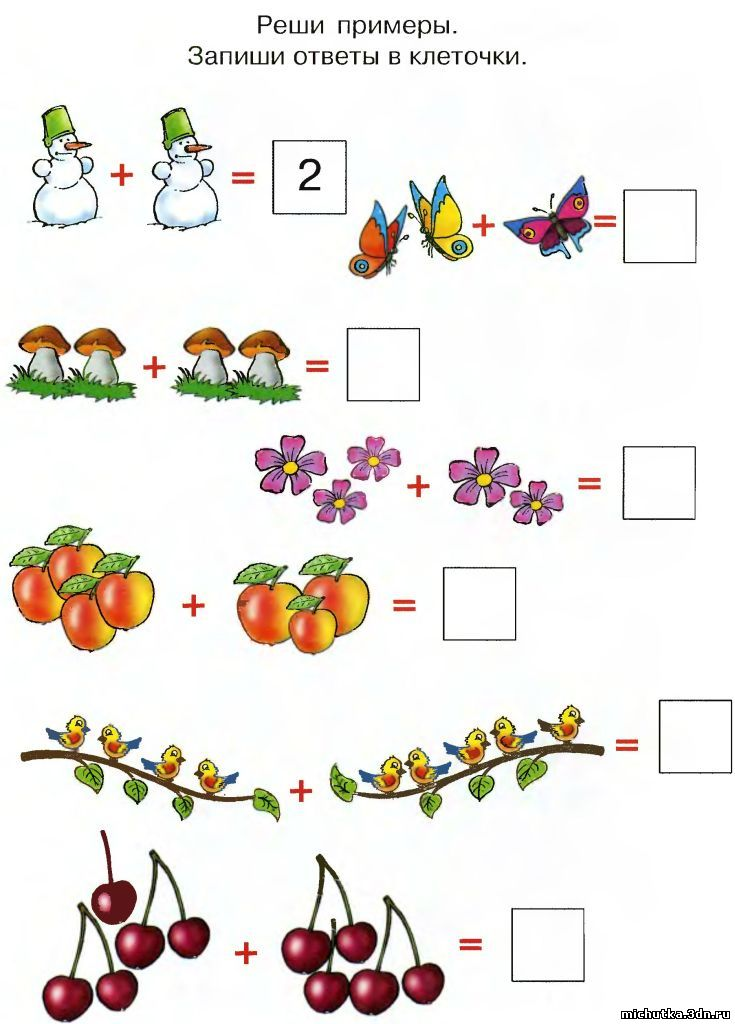 Реши примеры.
Запиши ответы в клеточки.
+ = 2
+ =
+ =
+ =
+ =
+ =
+ =
michutka.3dn.ru